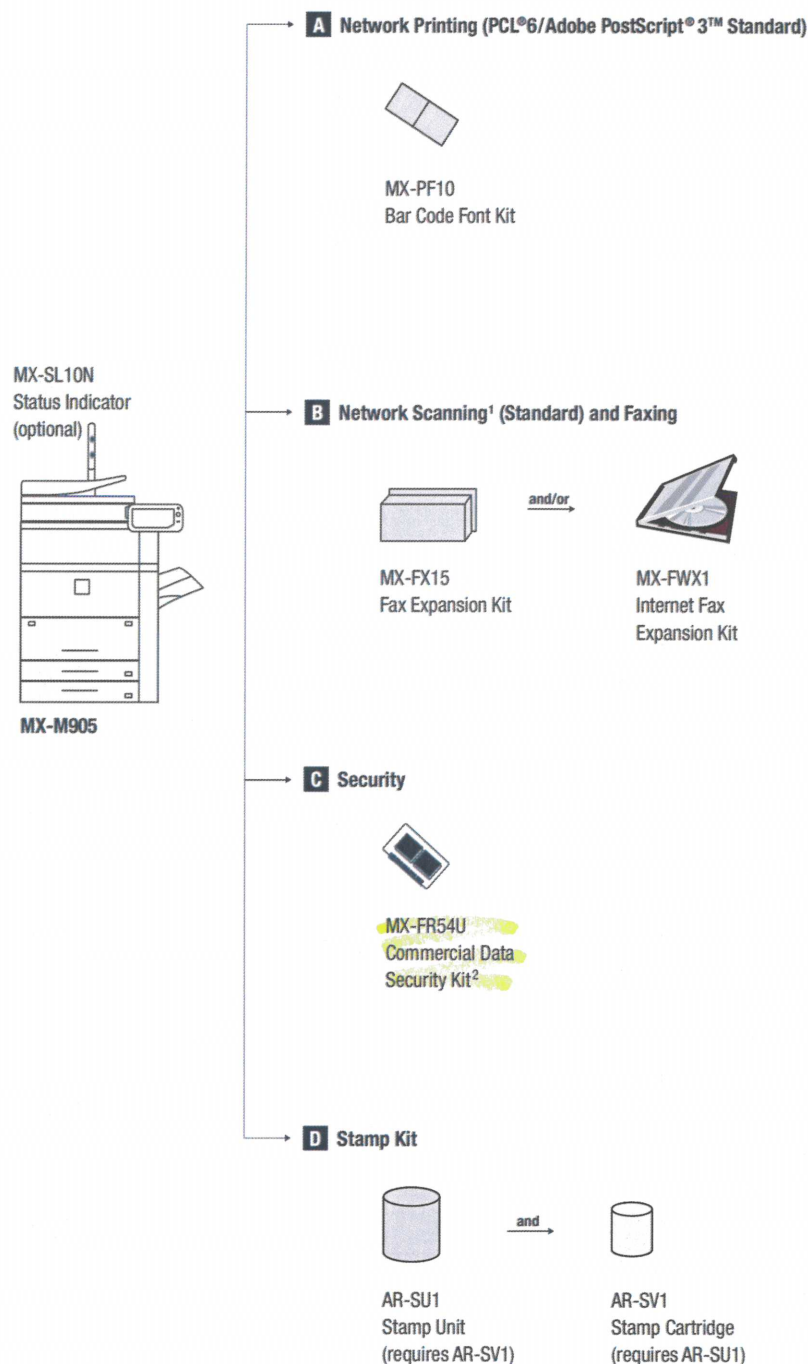 A Network Printing (PCL®6/Adobe PostScript® 3™ Standard)
MX-PF10
Bar Code Font Kit
MX-SL10N
Status Indicator
(optional)
MX-M905
B Network Scanning¹ (Standard) and Faxing
and/or
MX-FX15
Fax Expansion Kit
MX-FWX1
Internet Fax
Expansion Kit
C Security
MX-FR54U
Commercial Data
Security Kit²
D Stamp Kit
and
AR-SU1
Stamp Unit
(requires AR-SV1)
AR-SV1
Stamp Cartridge
(requires AR-SU1)